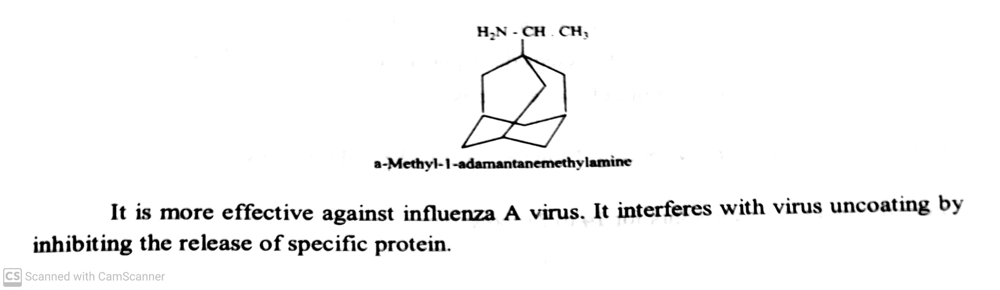 H₂N - CH . CH₃
a-Methyl-1-adamantanemethylamine
It is more effective against influenza A virus. It interferes with virus uncoating by
inhibiting the release of specific protein.
CS Scanned with CamScanner